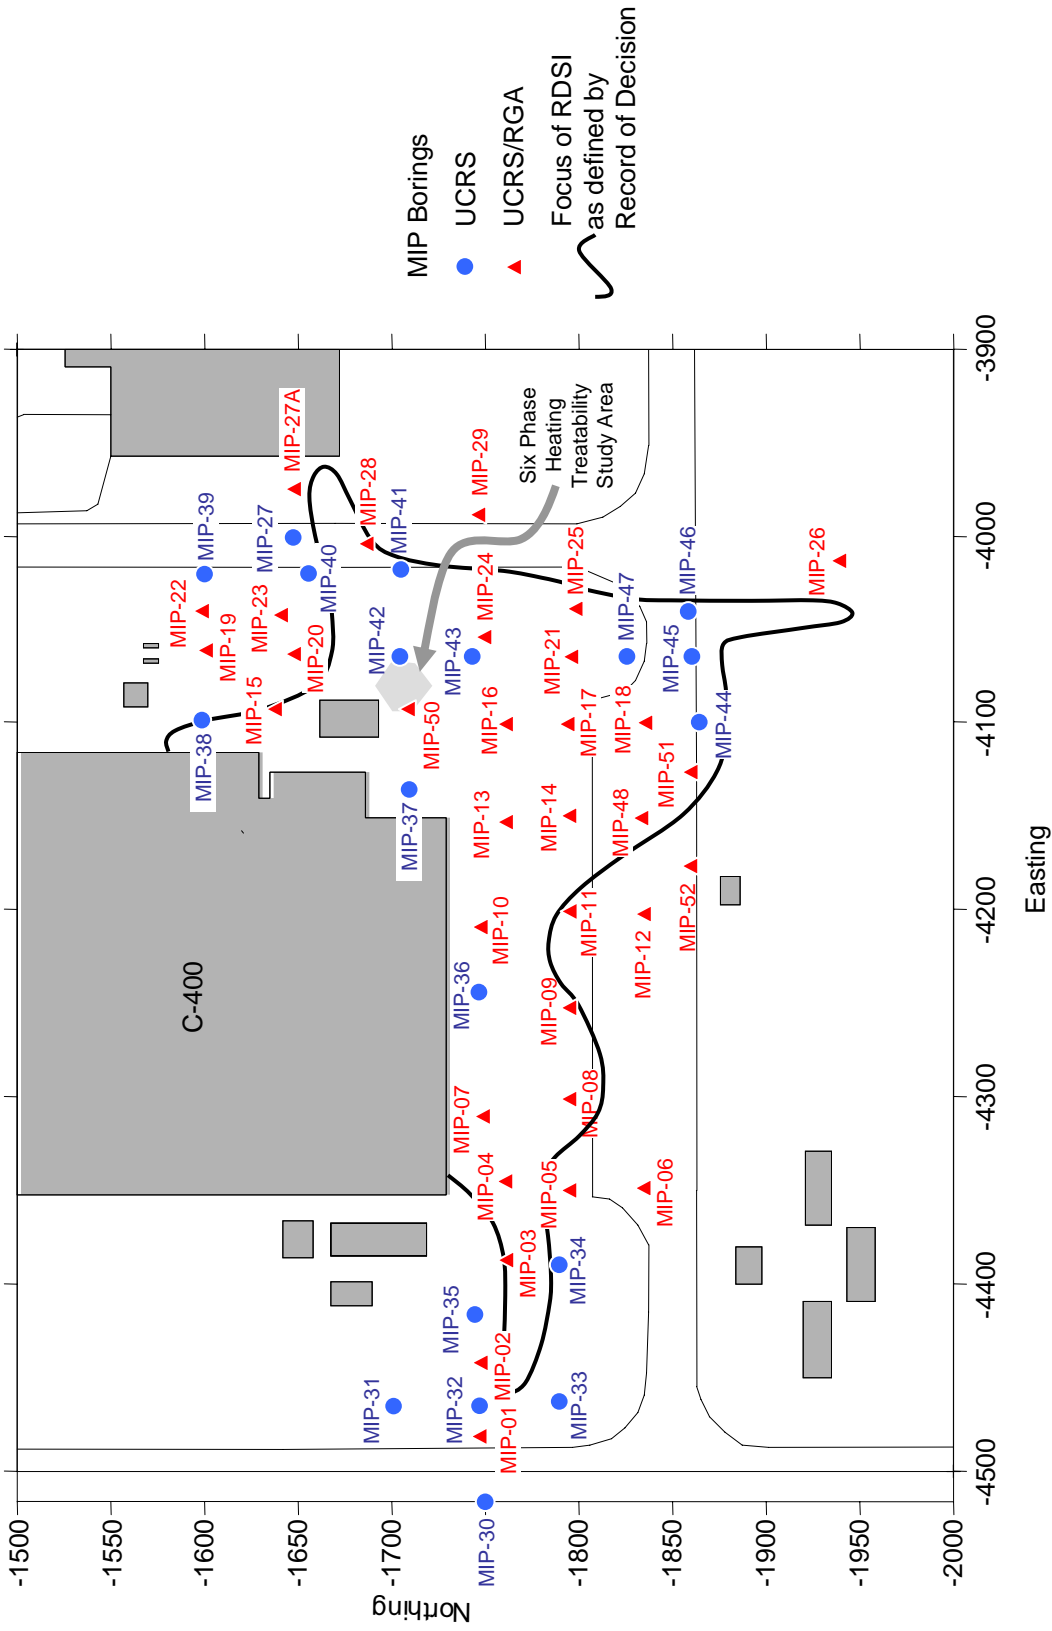 MIP Borings
UCRS
UCRS/RGA
Focus of RDSI
as defined by
Record of Decision
C-400
Six Phase
Heating
Treatability
Study Area
MIP-38
MIP-15
MIP-22
MIP-19
MIP-39
MIP-23
MIP-20
MIP-27
MIP-27A
MIP-40
MIP-28
MIP-31
MIP-37
MIP-50
MIP-42
MIP-41
MIP-30
MIP-01
MIP-32
MIP-02
MIP-35
MIP-03
MIP-04
MIP-07
MIP-36
MIP-10
MIP-13
MIP-16
MIP-43
MIP-24
MIP-29
MIP-33
MIP-34
MIP-05
MIP-08
MIP-09
MIP-11
MIP-14
MIP-17
MIP-21
MIP-25
MIP-06
MIP-12
MIP-48
MIP-18
MIP-47
MIP-52
MIP-51
MIP-44
MIP-45
MIP-46
MIP-26
-1500
-1550
-1600
-1650
-1700
-1750
-1800
-1850
-1900
-1950
-2000
Northing
-4500
-4400
-4300
-4200
-4100
-4000
-3900
Easting